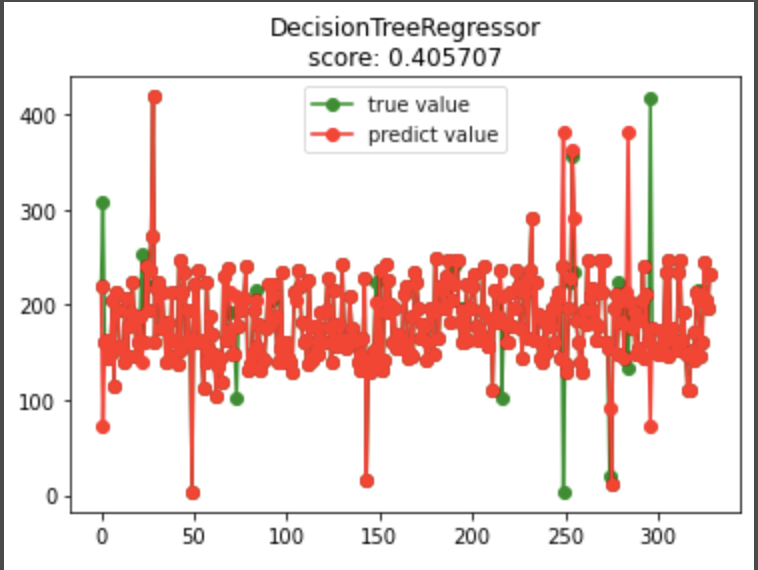 DecisionTreeRegressor
score: 0.405707
true value
predict value
400
300
200
100
0
0 50 100 150 200 250 300